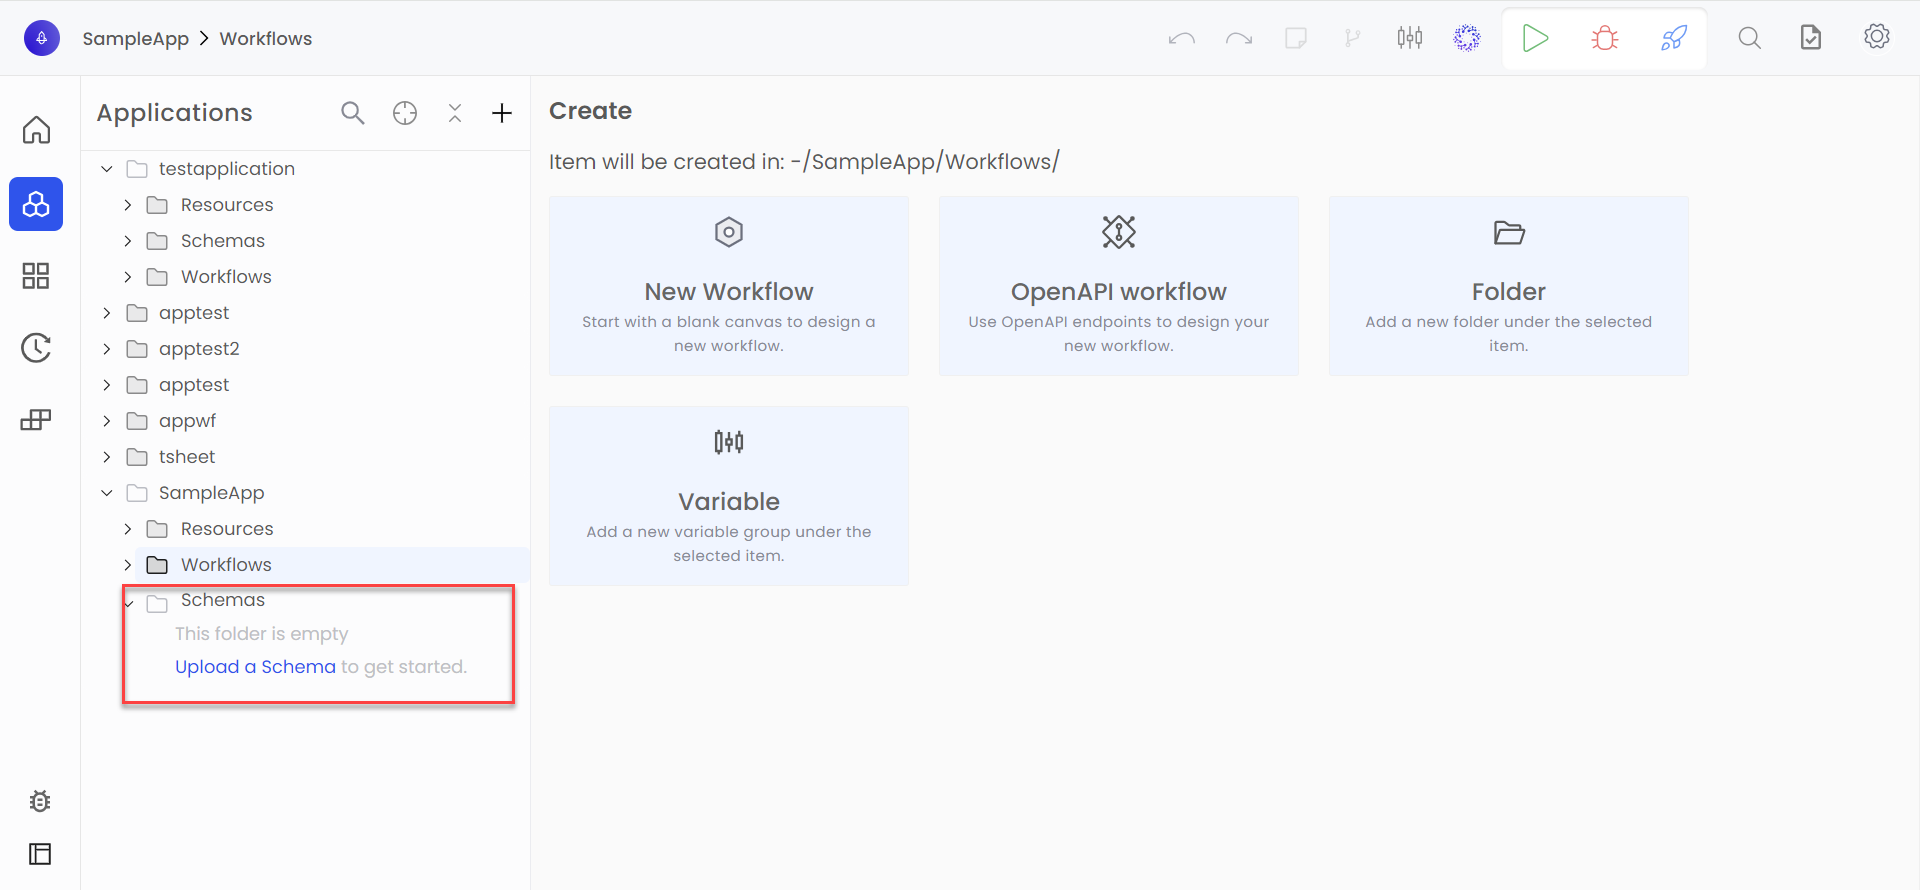 SampleApp > Workflows
Applications
testapplication
Resources
Schemas
Workflows
apptest
apptest2
apptest
appwf
tsheet
SampleApp
Resources
Workflows
Schemas
This folder is empty
Upload a Schema to get started.
Create
Item will be created in: -/SampleApp/Workflows/
New Workflow
Start with a blank canvas to design a
new workflow.
OpenAPI workflow
Use OpenAPI endpoints to design your
new workflow.
Folder
Add a new folder under the selected
item.
Variable
Add a new variable group under the
selected item.